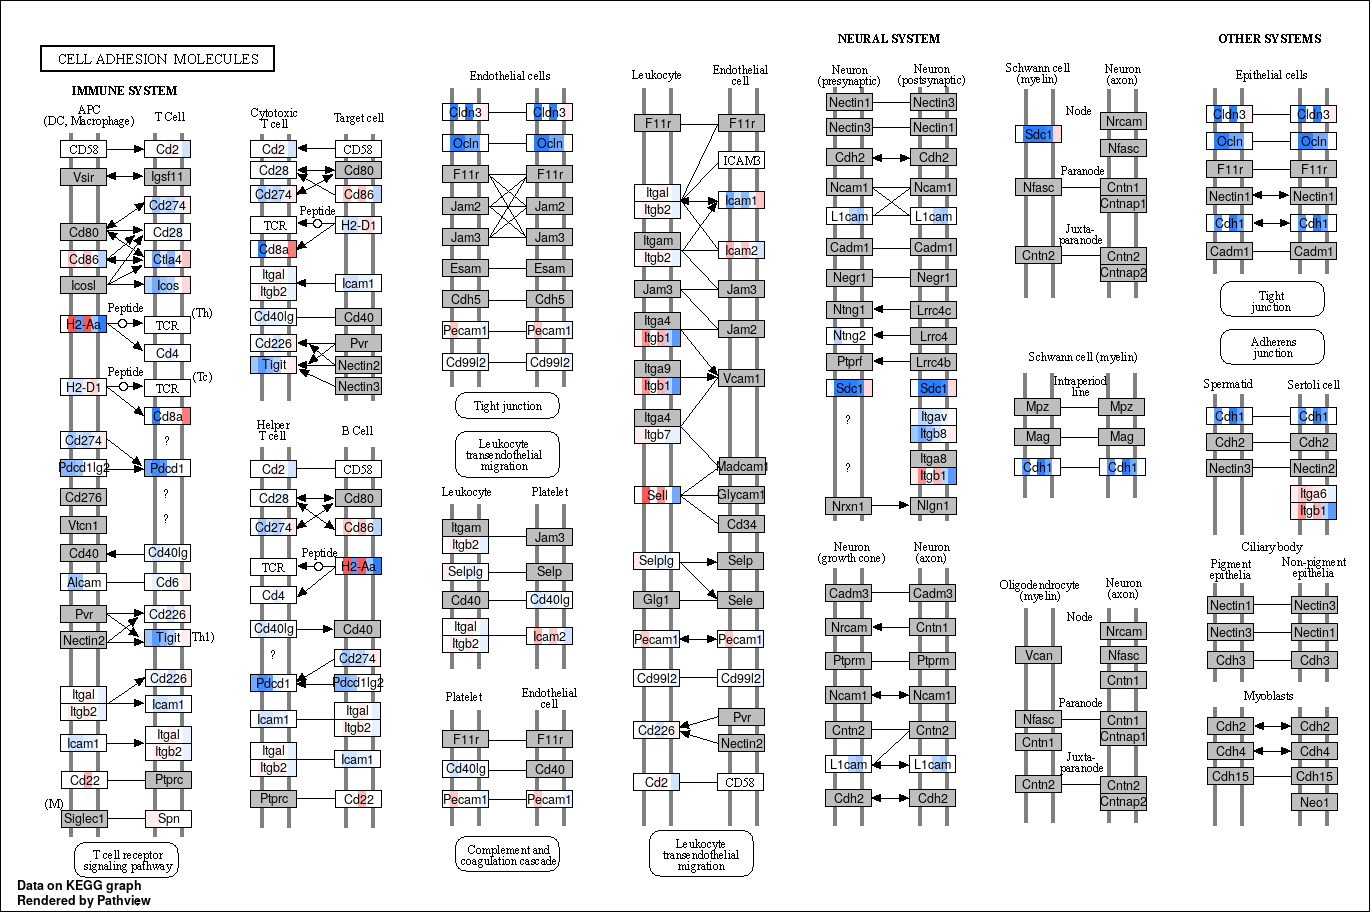 CELL ADHESION MOLECULES
IMMUNE SYSTEM
APC
(DC, Macrophage)
T Cell
CD58
Cd2
Vsir
Igsf11
Cd274
Cd80
Cd28
Cd86
Ctla4
Icosl
Icos
Peptide
(Th)
H2-Aa
TCR
Cd4
Peptide
(Tc)
H2-D1
TCR
Cd8a
Cd274
?
Pdcd1lg2
Pdcd1
Cd276
?
Vtcn1
?
Cd40
Cd40lg
Alcam
Cd6
Pvr
Cd226
Nectin2
Tigit
Th1)
Cd226
Itgal
Itgb2
Icam1
Icam1
Itgal
Itgb2
Cd22
Ptprc
(M)
Siglec1
Spn
T cell receptor
signaling pathway
Cytotoxic
T cell
Target cell
Cd2
CD58
Cd28
Cd80
Cd274
Cd86
Peptide
TCR
H2-D1
Cd8a
Itgal
Itgb2
Icam1
Cd40lg
Cd40
Cd226
Pvr
Tigit
Nectin2
Nectin3
Helper
T cell
B Cell
Cd2
CD58
Cd28
Cd80
Cd274
Cd86
Peptide
TCR
H2-Aa
Cd4
Cd40lg
Cd40
?
Cd274
Pdcd1
Pdcd1lg2
Icam1
Itgal
Itgb2
Itgal
Itgb2
Icam1
Ptprc
Cd22
Endothelial cells
Cldn3
Cldn3
Ocln
Ocln
F11r
F11r
Jam2
Jam2
Jam3
Jam3
Esam
Esam
Cdh5
Cdh5
Pecam1
Pecam1
Cd99l2
Cd99l2
Tight junction
Leukocyte
transendothelial
migration
Leukocyte
Platelet
Itgam
Itgb2
Jam3
Selplg
Selp
Cd40
Cd40lg
Itgal
Itgb2
Icam2
Platelet
Endothelial
cell
F11r
F11r
Cd40lg
Cd40
Pecam1
Pecam1
Complement and
coagulation cascade
Leukocyte
Endothelial
cell
F11r
F11r
ICAM3
Itgal
Itgb2
Icam1
Itgam
Itgb2
Icam2
Jam3
Jam3
Itga4
Itgb1
Jam2
Itga9
Itgb1
Vcam1
Itga4
Itgb7
Madcam1
Sell
Glycam1
Cd34
Selplg
Selp
Glg1
Sele
Pecam1
Pecam1
Cd99l2
Cd99l2
Cd226
Pvr
Nectin2
Cd2
CD58
Leukocyte
transendothelial
migration
NEURAL SYSTEM
Neuron
(presynaptic)
Neuron
(postsynaptic)
Nectin1
Nectin3
Nectin3
Nectin1
Cdh2
Cdh2
Ncam1
Ncam1
L1cam
L1cam
Cadm1
Cadm1
Negr1
Negr1
Ntng1
Lrrc4c
Ntng2
Lrrc4
Ptprf
Lrrc4b
Sdc1
Sdc1
?
Itgav
Itgb8
?
Itga8
Itgb1
Nrxn1
Nlgn1
Neuron
(growth cone)
Neuron
(axon)
Cadm3
Cadm3
Nrcam
Cntn1
Ptprm
Ptprm
Ncam1
Ncam1
Cntn2
Cntn2
L1cam
L1cam
Cdh2
Cdh2
Schwann cell
(myelin)
Neuron
(axon)
Node
Sdc1
Nrcam
Nfasc
Paranode
Nfasc
Cntn1
Cntnap1
Juxta-
paranode
Cntn2
Cntn2
Cntnap2
Schwann cell (myelin)
Intraperiod
line
Mpz
Mpz
Mag
Mag
Cdh1
Cdh1
Oligodendrocyte
(myelin)
Neuron
(axon)
Node
Nrcam
Vcan
Nfasc
Cntn1
Paranode
Nfasc
Cntn1
Cntn1
Cntnap1
Juxta-
paranode
Cntn2
Cntn2
Cntnap2
OTHER SYSTEMS
Epithelial cells
Cldn3
Cldn3
Ocln
Ocln
F11r
F11r
Nectin1
Nectin1
Cdh1
Cdh1
Cadm1
Cadm1
Tight
junction
Adherens
junction
Spermatid
Sertoli cell
Cdh1
Cdh1
Cdh2
Cdh2
Nectin3
Nectin2
Itga6
Itgb1
Ciliary body
Pigment
epithelia
Non-pigment
epithelia
Nectin1
Nectin3
Nectin3
Nectin1
Cdh3
Cdh3
Myoblasts
Cdh2
Cdh2
Cdh4
Cdh4
Cdh15
Cdh15
Neo1
Data on KEGG graph
Rendered by Pathview